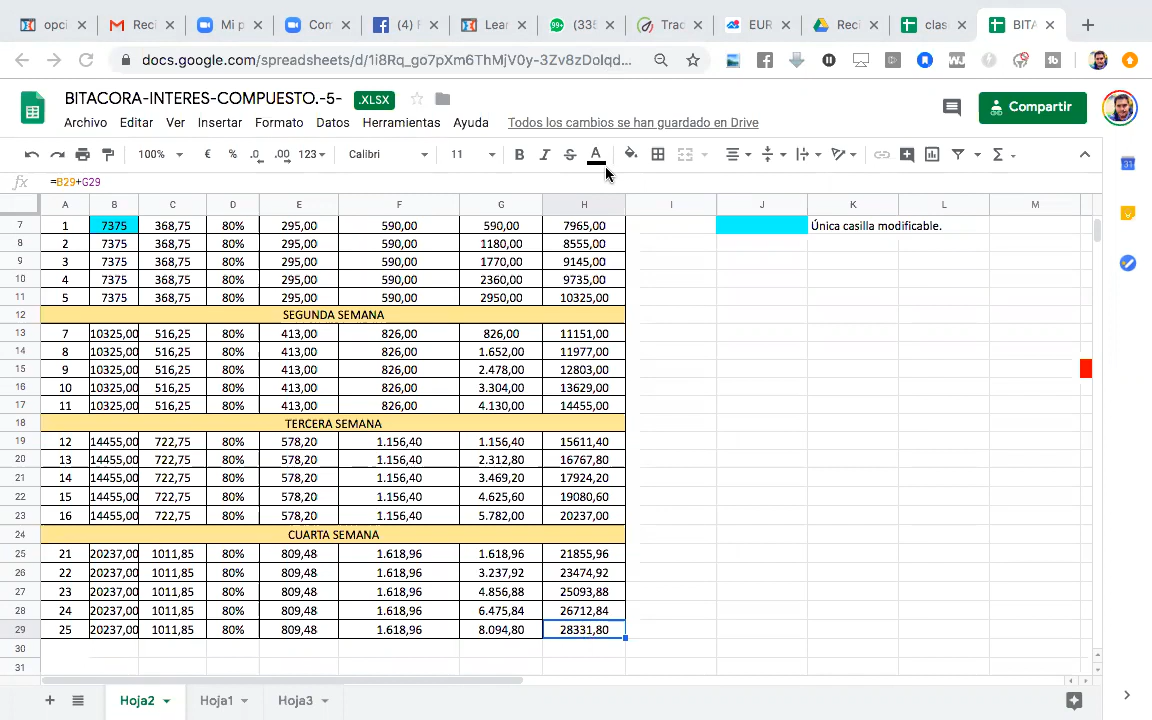 opci
Reci
Mi p
Com
(4) F
Lear
(335
Trad
EUR
Reci
clas
BITA
docs.google.com/spreadsheets/d/1i8Rq_go7pXm6ThMjV0y-3Zv8zDolqd...
BITACORA-INTERES-COMPUESTO.-5- .XLSX
Compartir
Archivo Editar Ver Insertar Formato Datos Herramientas Ayuda Todos los cambios se han guardado en Drive
100% € % .0 .00 123 Calibri 11 B I S A Σ
fx =B29+G29
A B C D E F G H I J K L M
7 1 7375 368,75 80% 295,00 590,00 590,00 7965,00 Única casilla modificable.
8 2 7375 368,75 80% 295,00 590,00 1180,00 8555,00
9 3 7375 368,75 80% 295,00 590,00 1770,00 9145,00
10 4 7375 368,75 80% 295,00 590,00 2360,00 9735,00
11 5 7375 368,75 80% 295,00 590,00 2950,00 10325,00
12 SEGUNDA SEMANA
13 7 10325,00 516,25 80% 413,00 826,00 826,00 11151,00
14 8 10325,00 516,25 80% 413,00 826,00 1.652,00 11977,00
15 9 10325,00 516,25 80% 413,00 826,00 2.478,00 12803,00
16 10 10325,00 516,25 80% 413,00 826,00 3.304,00 13629,00
17 11 10325,00 516,25 80% 413,00 826,00 4.130,00 14455,00
18 TERCERA SEMANA
19 12 14455,00 722,75 80% 578,20 1.156,40 1.156,40 15611,40
20 13 14455,00 722,75 80% 578,20 1.156,40 2.312,80 16767,80
21 14 14455,00 722,75 80% 578,20 1.156,40 3.469,20 17924,20
22 15 14455,00 722,75 80% 578,20 1.156,40 4.625,60 19080,60
23 16 14455,00 722,75 80% 578,20 1.156,40 5.782,00 20237,00
24 CUARTA SEMANA
25 21 20237,00 1011,85 80% 809,48 1.618,96 1.618,96 21855,96
26 22 20237,00 1011,85 80% 809,48 1.618,96 3.237,92 23474,92
27 23 20237,00 1011,85 80% 809,48 1.618,96 4.856,88 25093,88
28 24 20237,00 1011,85 80% 809,48 1.618,96 6.475,84 26712,84
29 25 20237,00 1011,85 80% 809,48 1.618,96 8.094,80 28331,80
30
31
Hoja2 Hoja1 Hoja3